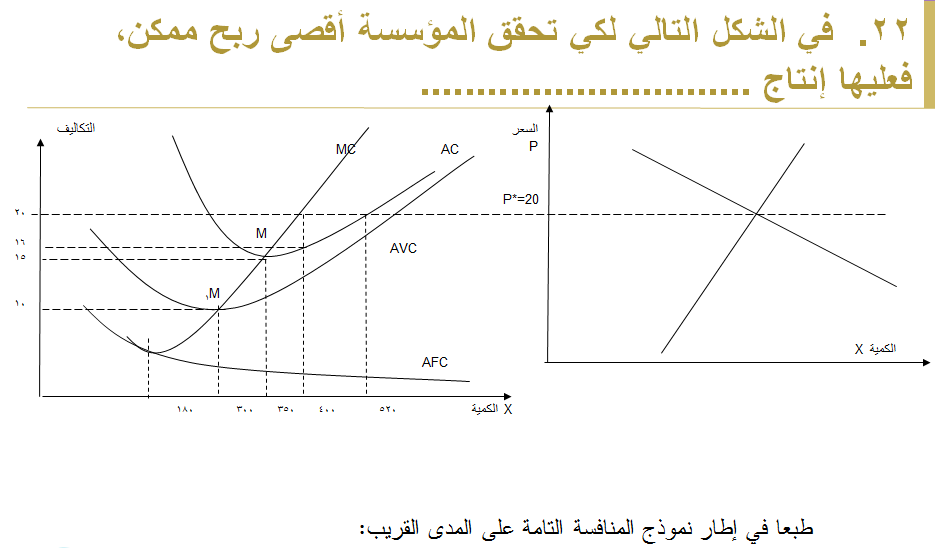 ٢٢. في الشكل التالي لكي تحقق المؤسسة أقصى ربح ممكن،
فعليها إنتاج ..............................
التكاليف
MC
AC
٢٠
١٦
١٥
١٠
M
M١
AVC
AFC
١٨٠ ٣٠٠ ٣٥٠ ٤٠٠ ٥٢٠
الكمية X
السعر
P
P*=20
الكمية X
طبعا في إطار نموذج المنافسة التامة على المدى القريب: